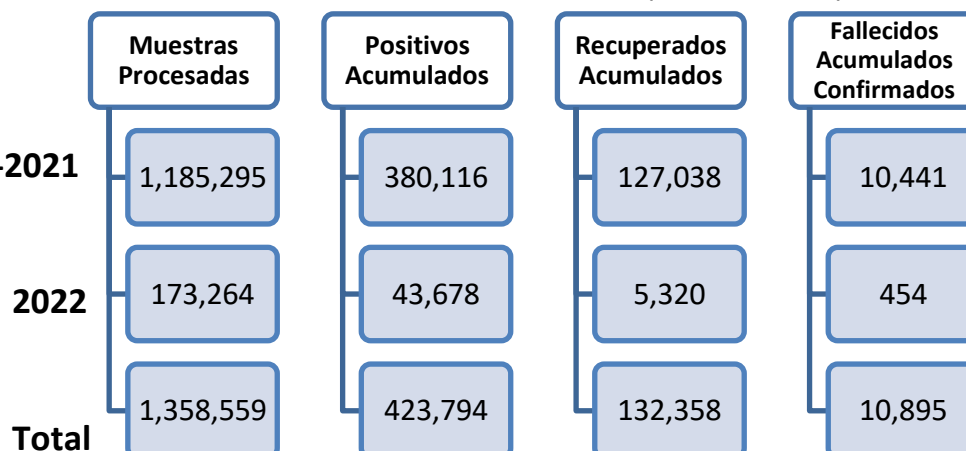 Muestras
Procesadas
Positivos
Acumulados
Recuperados
Acumulados
Fallecidos
Acumulados
Confirmados
-2021
1,185,295
380,116
127,038
10,441
2022
173,264
43,678
5,320
454
Total
1,358,559
423,794
132,358
10,895